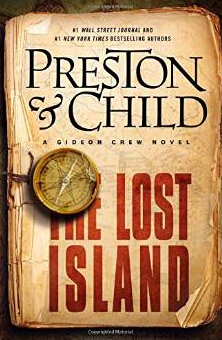 #1 WALL STREET JOURNAL AND
#1 NEW YORK TIMES BESTSELLING AUTHORS
PRESTON
& CHILD
A GIDEON CREW NOVEL
THE LOST
ISLAND